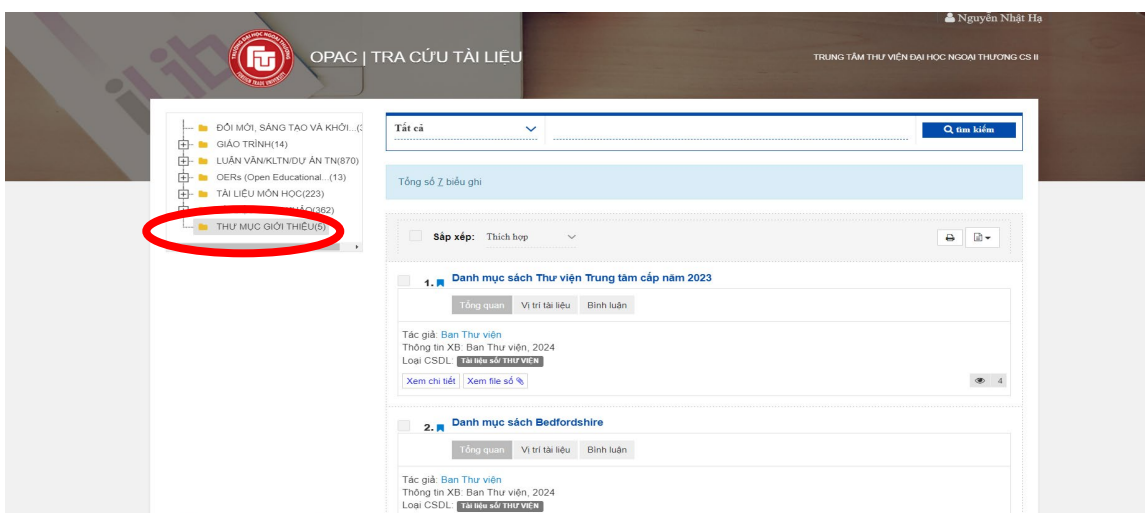 Nguyễn Nhật Hạ
OPAC | TRA CỨU TÀI LIỆU
TRUNG TÂM THƯ VIỆN ĐẠI HỌC NGOẠI THƯƠNG CS II
ĐỔI MỚI, SÁNG TẠO VÀ KHỞI...(3
GIÁO TRÌNH(14)
LUẬN VĂN/KLTN/DỰ ÁN TN(870)
OERs (Open Educational...(13)
TÀI LIỆU MÔN HỌC(223)
(362)
THƯ MỤC GIỚI THIỆU(5)
Tất cả
tìm kiếm
Tổng số 7 biểu ghi
Sắp xếp: Thích hợp
1. Danh mục sách Thư viện Trung tâm cấp năm 2023
Tổng quan Vị trí tài liệu Bình luận
Tác giả: Ban Thư viện
Thông tin XB: Ban Thư viện, 2024
Loại CSDL: Tài liệu số/ THƯ VIỆN
Xem chi tiết Xem file số 4
2. Danh mục sách Bedfordshire
Tổng quan Vị trí tài liệu Bình luận
Tác giả: Ban Thư viện
Thông tin XB: Ban Thư viện, 2024
Loại CSDL: Tài liệu số/ THƯ VIỆN